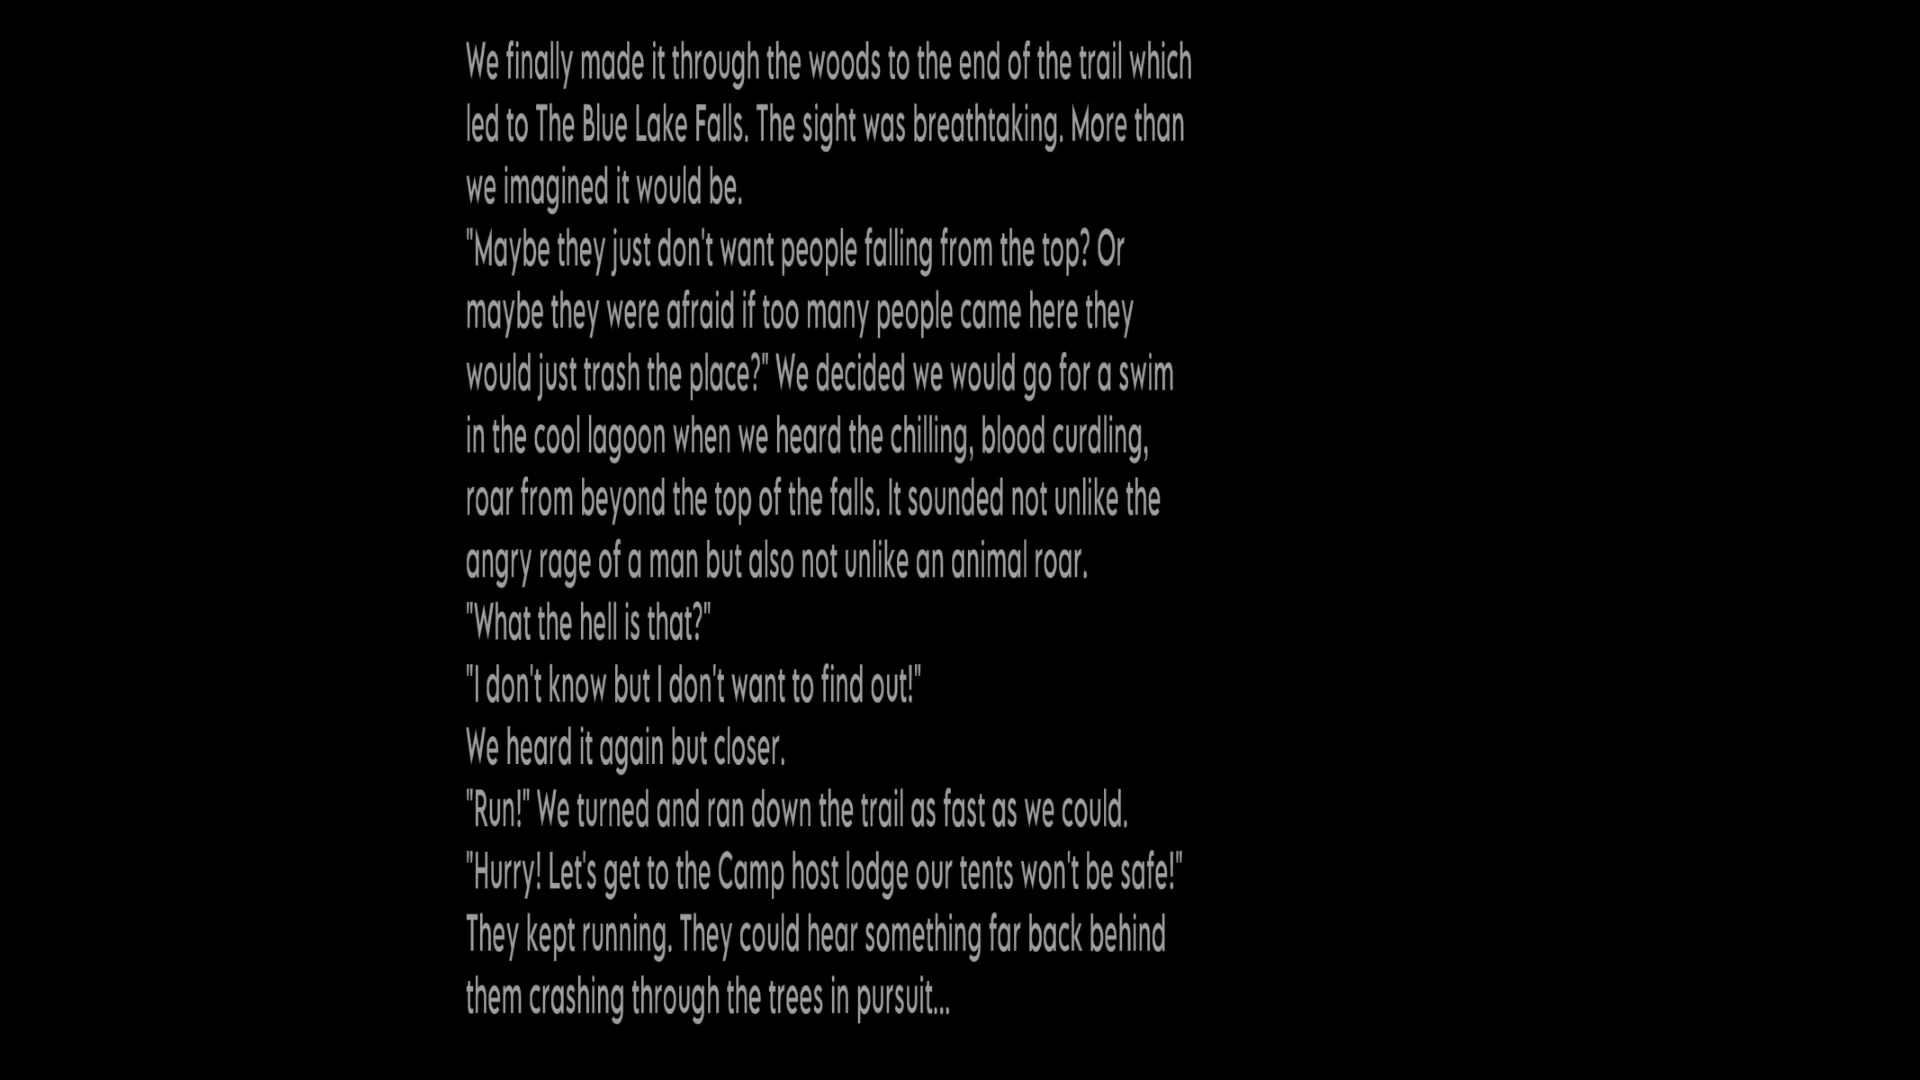 We finally made it through the woods to the end of the trail which
led to The Blue Lake Falls. The sight was breathtaking. More than
we imagined it would be.
"Maybe they just don't want people falling from the top? Or
maybe they were afraid if too many people came here they
would just trash the place?" We decided we would go for a swim
in the cool lagoon when we heard the chilling, blood curdling,
roar from beyond the top of the falls. It sounded not unlike the
angry rage of a man but also not unlike an animal roar.
"What the hell is that?"
"I don't know but I don't want to find out!"
We heard it again but closer.
"Run!" We turned and ran down the trail as fast as we could.
"Hurry! Let's get to the Camp host lodge our tents won't be safe!"
They kept running. They could hear something far back behind
them crashing through the trees in pursuit...